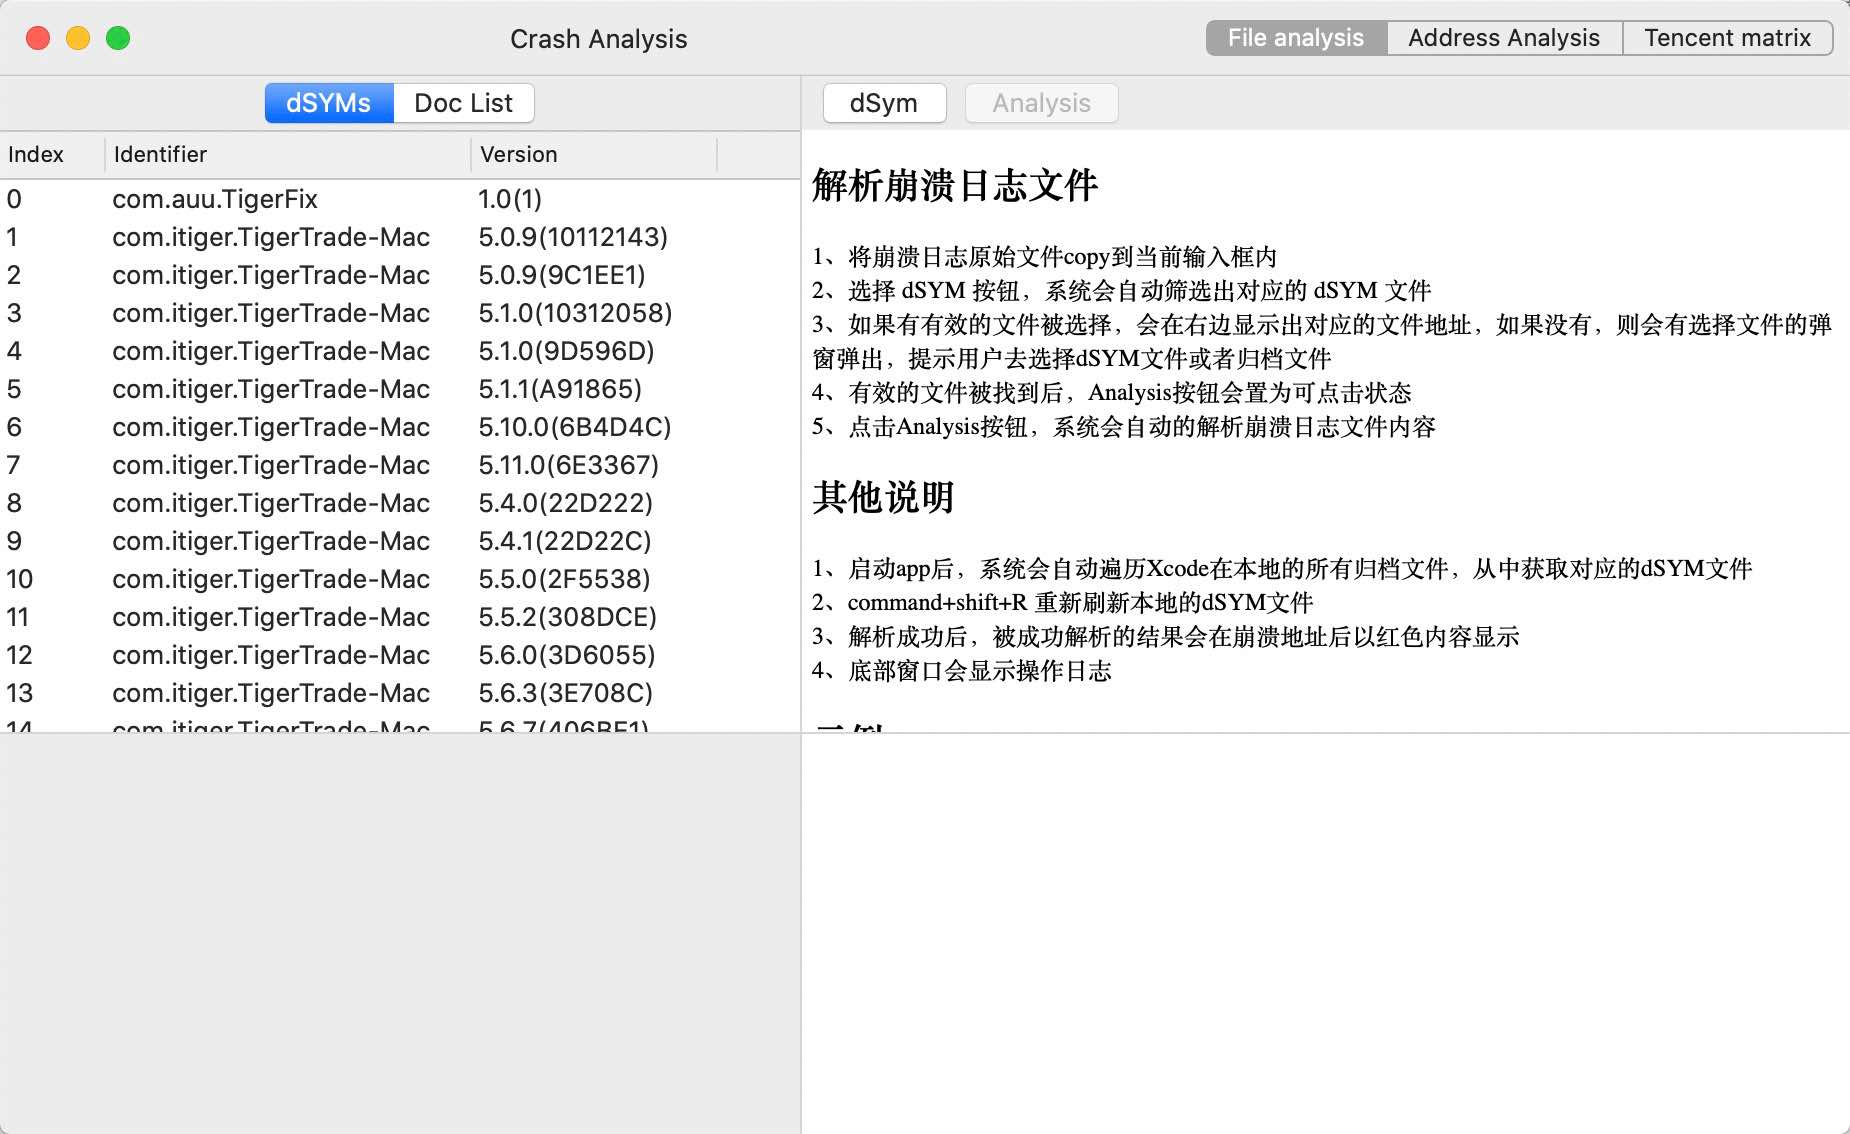 Crash Analysis
File analysis Address Analysis Tencent matrix
dSYMs Doc List
dSym Analysis
Index Identifier Version
0 com.auu.TigerFix 1.0(1)
1 com.itiger.TigerTrade-Mac 5.0.9(10112143)
2 com.itiger.TigerTrade-Mac 5.0.9(9C1EE1)
3 com.itiger.TigerTrade-Mac 5.1.0(10312058)
4 com.itiger.TigerTrade-Mac 5.1.0(9D596D)
5 com.itiger.TigerTrade-Mac 5.1.1(A91865)
6 com.itiger.TigerTrade-Mac 5.10.0(6B4D4C)
7 com.itiger.TigerTrade-Mac 5.11.0(6E3367)
8 com.itiger.TigerTrade-Mac 5.4.0(22D222)
9 com.itiger.TigerTrade-Mac 5.4.1(22D22C)
10 com.itiger.TigerTrade-Mac 5.5.0(2F5538)
11 com.itiger.TigerTrade-Mac 5.5.2(308DCE)
12 com.itiger.TigerTrade-Mac 5.6.0(3D6055)
13 com.itiger.TigerTrade-Mac 5.6.3(3E708C)
14 com.itiger.TigerTrade-Mac
解析崩溃日志文件
1、将崩溃日志原始文件copy到当前输入框内
2、选择 dSYM 按钮，系统会自动筛选出对应的 dSYM 文件
3、如果有有效的文件被选择，会在右边显示出对应的文件地址，如果没有，则会有选择文件的弹
窗弹出，提示用户去选择dSYM文件或者归档文件
4、有效的文件被找到后，Analysis按钮会置为可点击状态
5、点击Analysis按钮，系统会自动的解析崩溃日志文件内容
其他说明
1、启动app后，系统会自动遍历Xcode在本地的所有归档文件，从中获取对应的dSYM文件
2、command+shift+R 重新刷新本地的dSYM文件
3、解析成功后，被成功解析的结果会在崩溃地址后以红色内容显示
4、底部窗口会显示操作日志